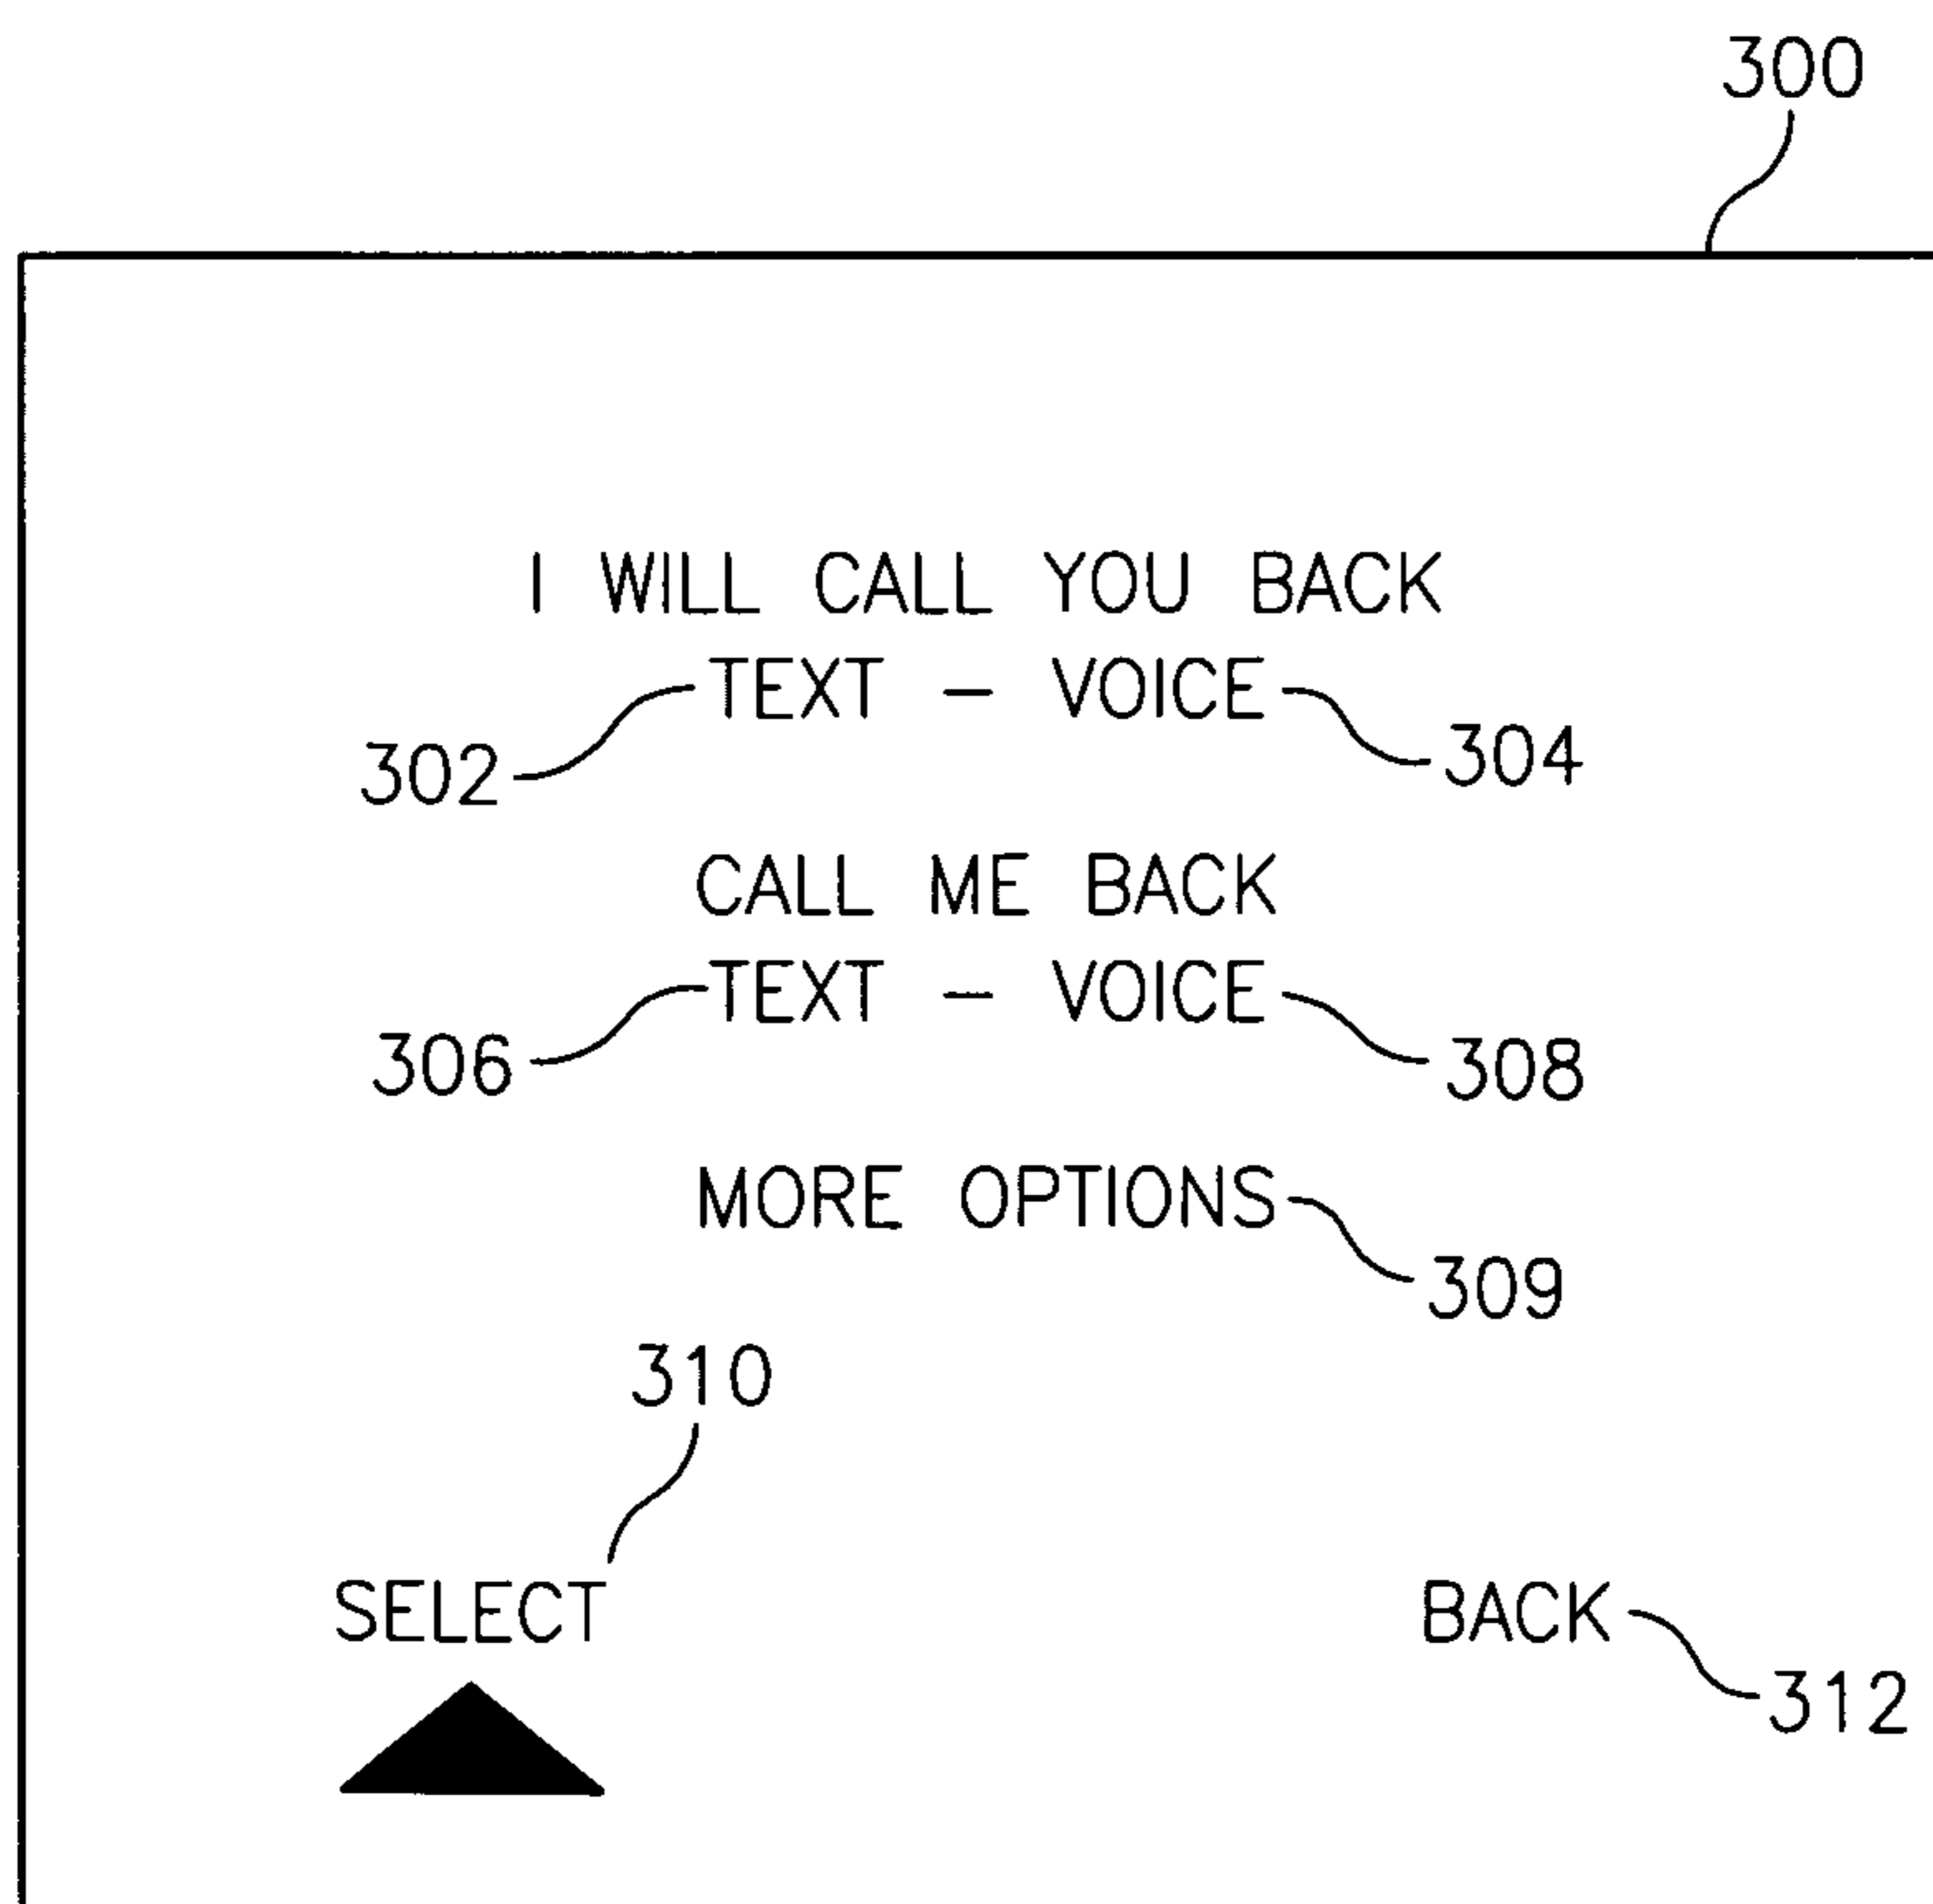 300
I WILL CALL YOU BACK
TEXT – VOICE
302
304
CALL ME BACK
TEXT – VOICE
306
308
MORE OPTIONS
309
310
SELECT
BACK
312